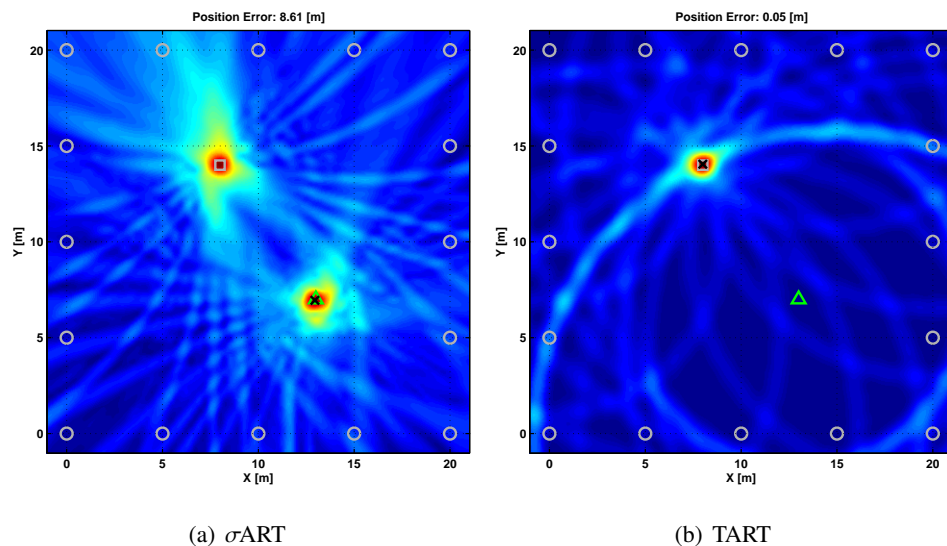 Position Error: 8.61 [m]
20
15
10
5
0
Y [m]
0 5 10 15 20
X [m]
(a) σART
Position Error: 0.05 [m]
20
15
10
5
0
Y [m]
0 5 10 15 20
X [m]
(b) TART